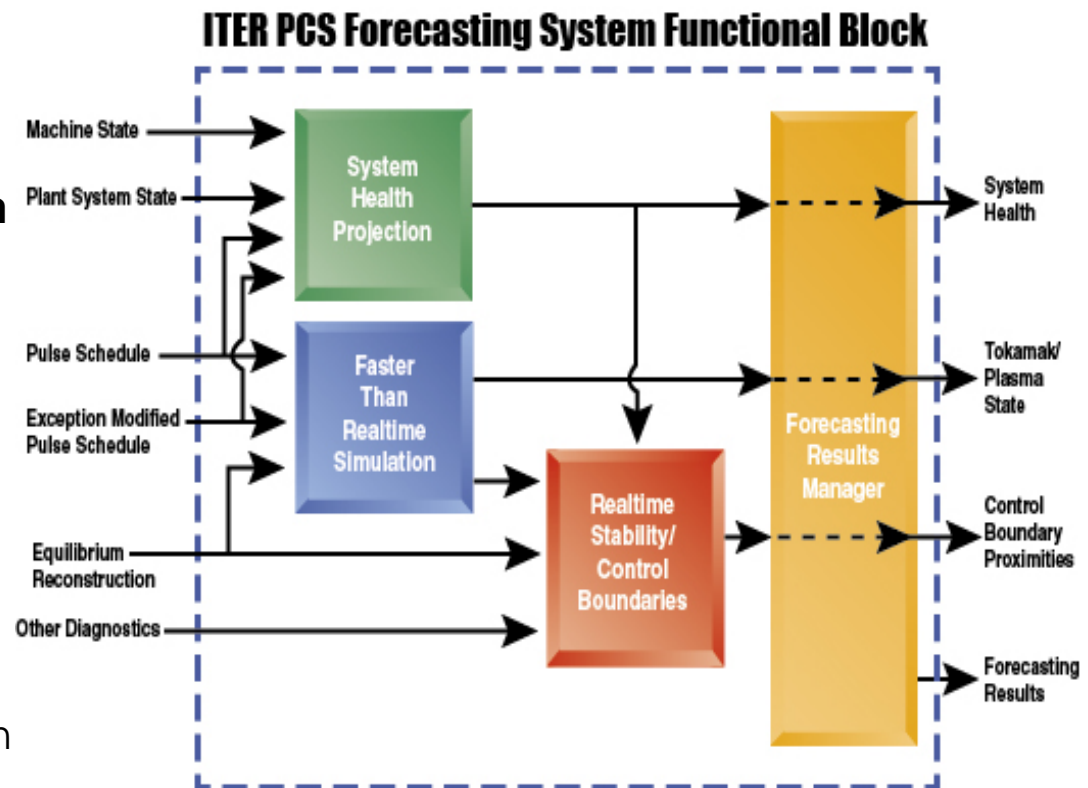 ITER PCS Forecasting System Functional Block
Machine State
Plant System State
Pulse Schedule
Exception Modified
Pulse Schedule
Equilibrium
Reconstruction
Other Diagnostics
System
Health
Projection
Faster
Than
Realtime
Simulation
Realtime
Stability/
Control
Boundaries
Forecasting
Results
Manager
System
Health
Tokamak/
Plasma
State
Control
Boundary
Proximities
Forecasting
Results
n
n